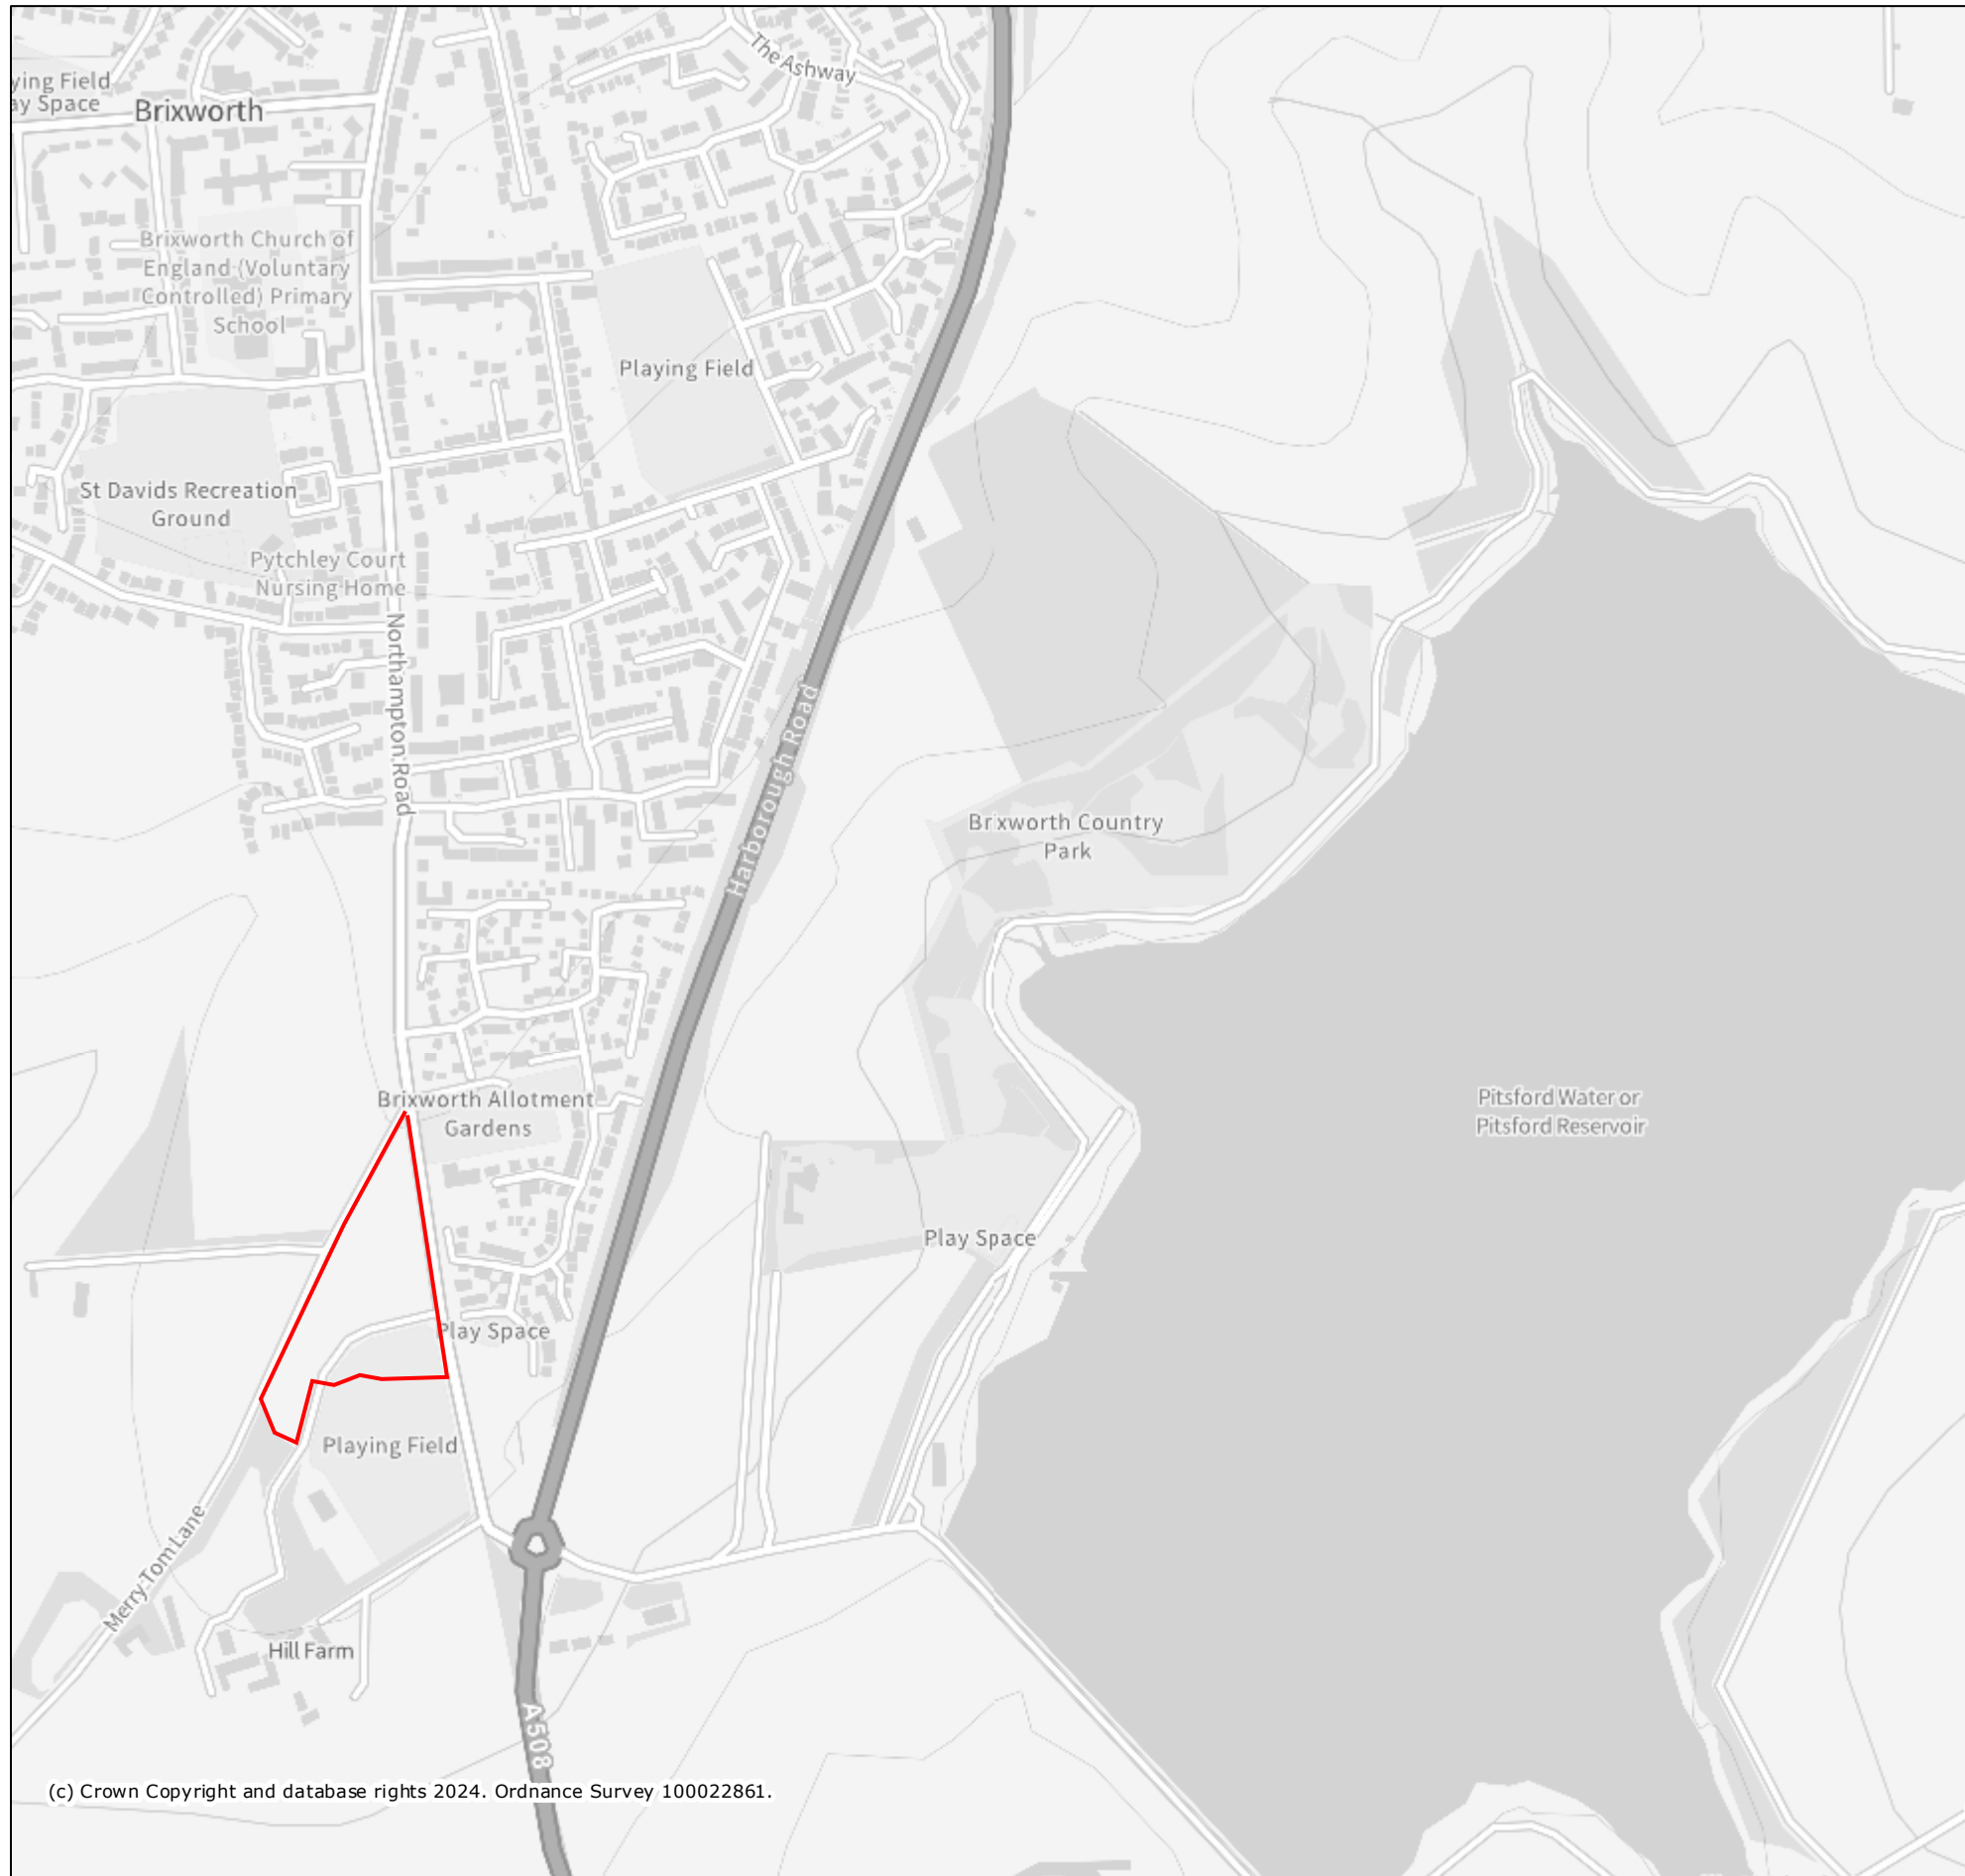 The Ashway
ying Field
ay Space
Brixworth
Brixworth Church of
England (Voluntary
Controlled) Primary
School
Playing Field
St Davids Recreation
Ground
Pytchley Court
Nursing Home
Northampton Road
Harborough Road
Brixworth Country
Park
Brixworth Allotment
Gardens
Pitsford Water or
Pitsford Reservoir
Play Space
Play Space
Playing Field
Merry Tom Lane
Hill Farm
A508
(c) Crown Copyright and database rights 2024. Ordnance Survey 100022861.